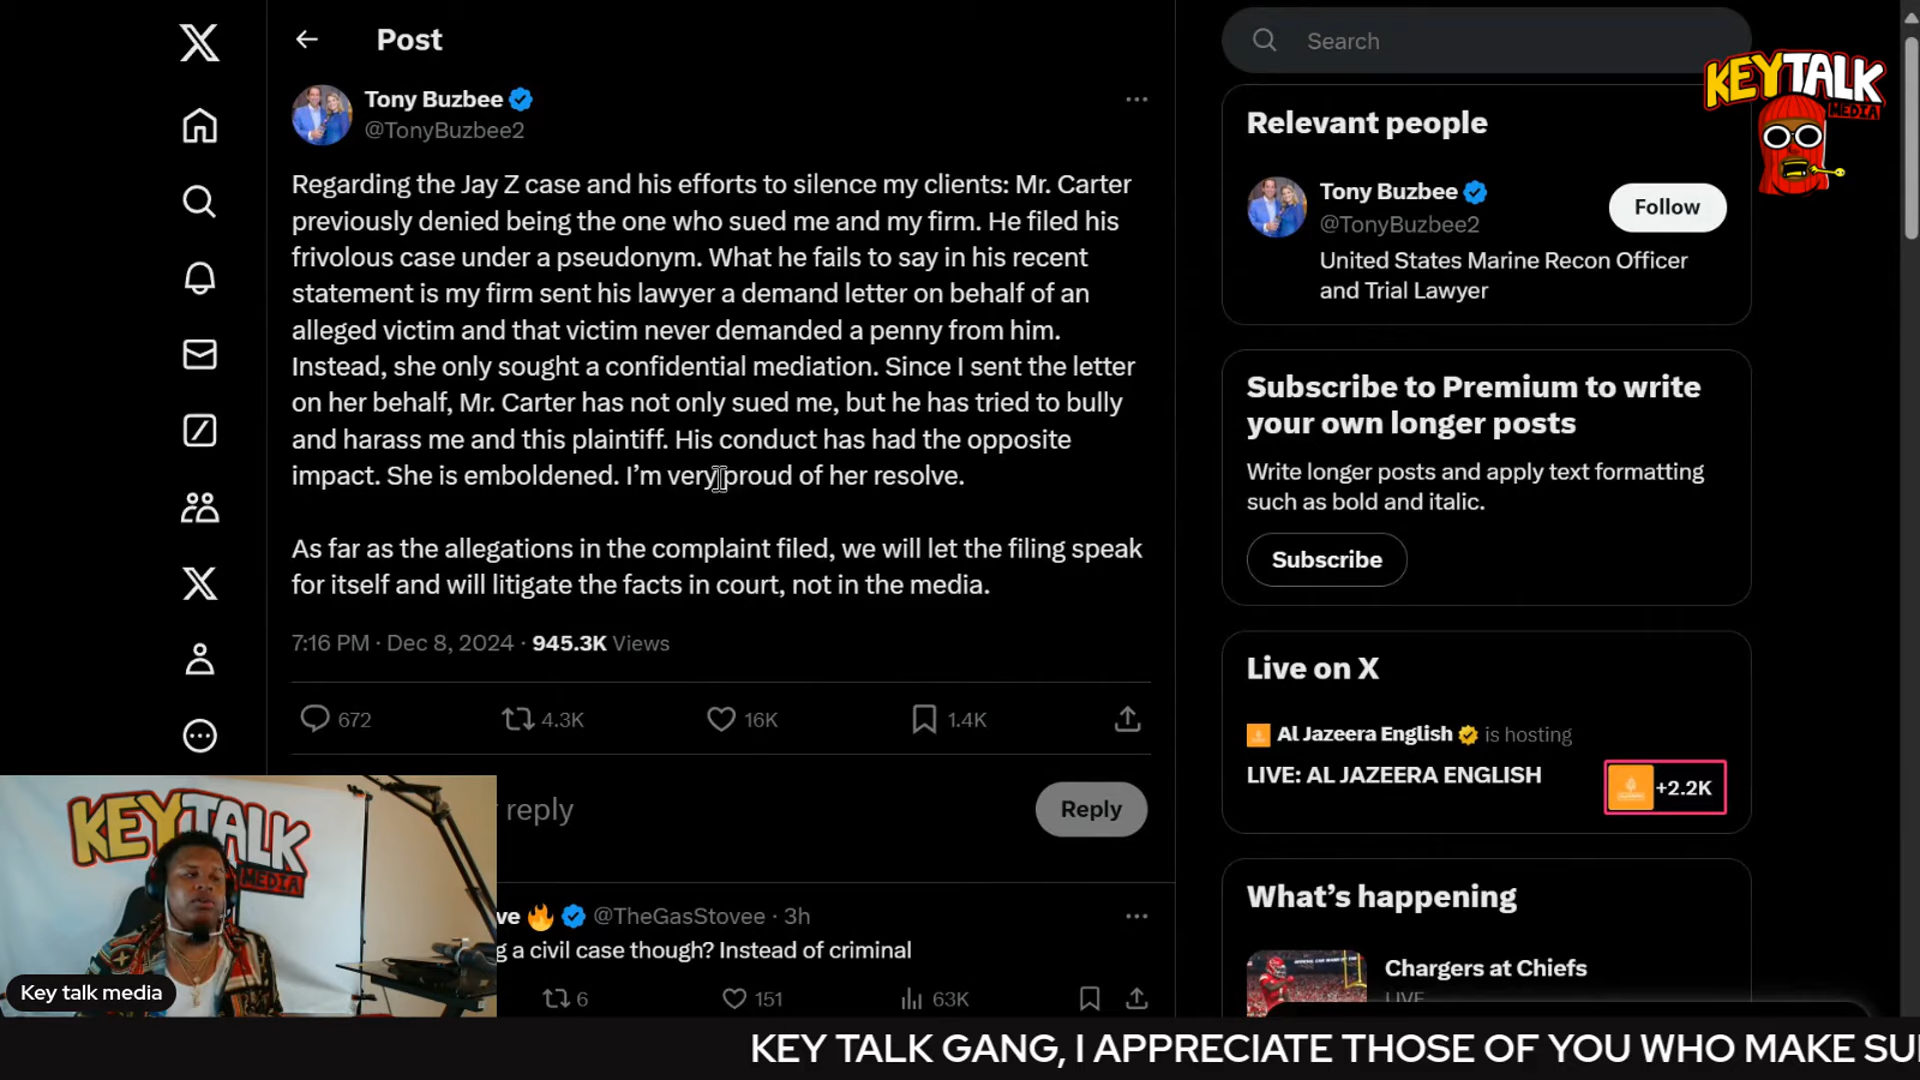 Post
Search
KEYTALK
MEDIA
Tony Buzbee
@TonyBuzbee2
Regarding the Jay Z case and his efforts to silence my clients: Mr. Carter
previously denied being the one who sued me and my firm. He filed his
frivolous case under a pseudonym. What he fails to say in his recent
statement is my firm sent his lawyer a demand letter on behalf of an
alleged victim and that victim never demanded a penny from him.
Instead, she only sought a confidential mediation. Since I sent the letter
on her behalf, Mr. Carter has not only sued me, but he has tried to bully
and harass me and this plaintiff. His conduct has had the opposite
impact. She is emboldened. I'm very proud of her resolve.
As far as the allegations in the complaint filed, we will let the filing speak
for itself and will litigate the facts in court, not in the media.
7:16 PM · Dec 8, 2024 · 945.3K Views
672
4.3K
16K
1.4K
reply
Reply
ve @TheGasStovee · 3h
g a civil case though? Instead of criminal
6
151
63K
Relevant people
Tony Buzbee
@TonyBuzbee2
Follow
United States Marine Recon Officer
and Trial Lawyer
Subscribe to Premium to write
your own longer posts
Write longer posts and apply text formatting
such as bold and italic.
Subscribe
Live on X
Al Jazeera English is hosting
LIVE: AL JAZEERA ENGLISH
+2.2K
What's happening
Chargers at Chiefs
LIVE
KEYTALK
MEDIA
Key talk media
KEY TALK GANG, I APPRECIATE THOSE OF YOU WHO MAKE SU